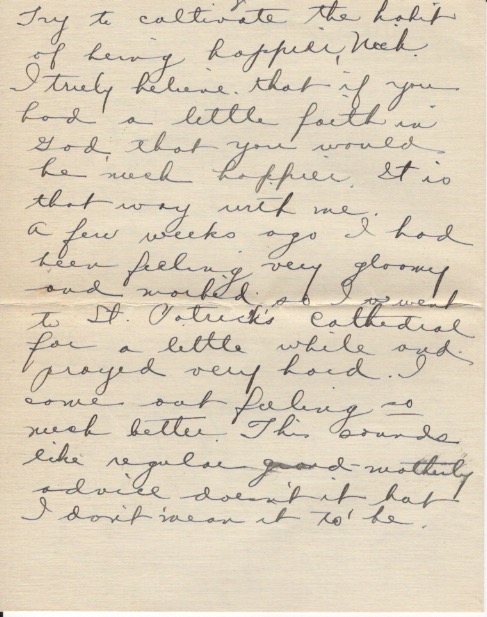 Try to cultivate the habit
of being happier, Neck.
I truly believe that if you
had a little faith in
God, that you would
be much happier. It is
that way with me.
A few weeks ago I had
been feeling very gloomy
and morbid so I went
to St. Patrick's Cathedral
for a little while and
prayed very hard. I
came out feeling so
much better. This sounds
like regular grand-motherly
advice doesn't it but
I don't mean it to be.